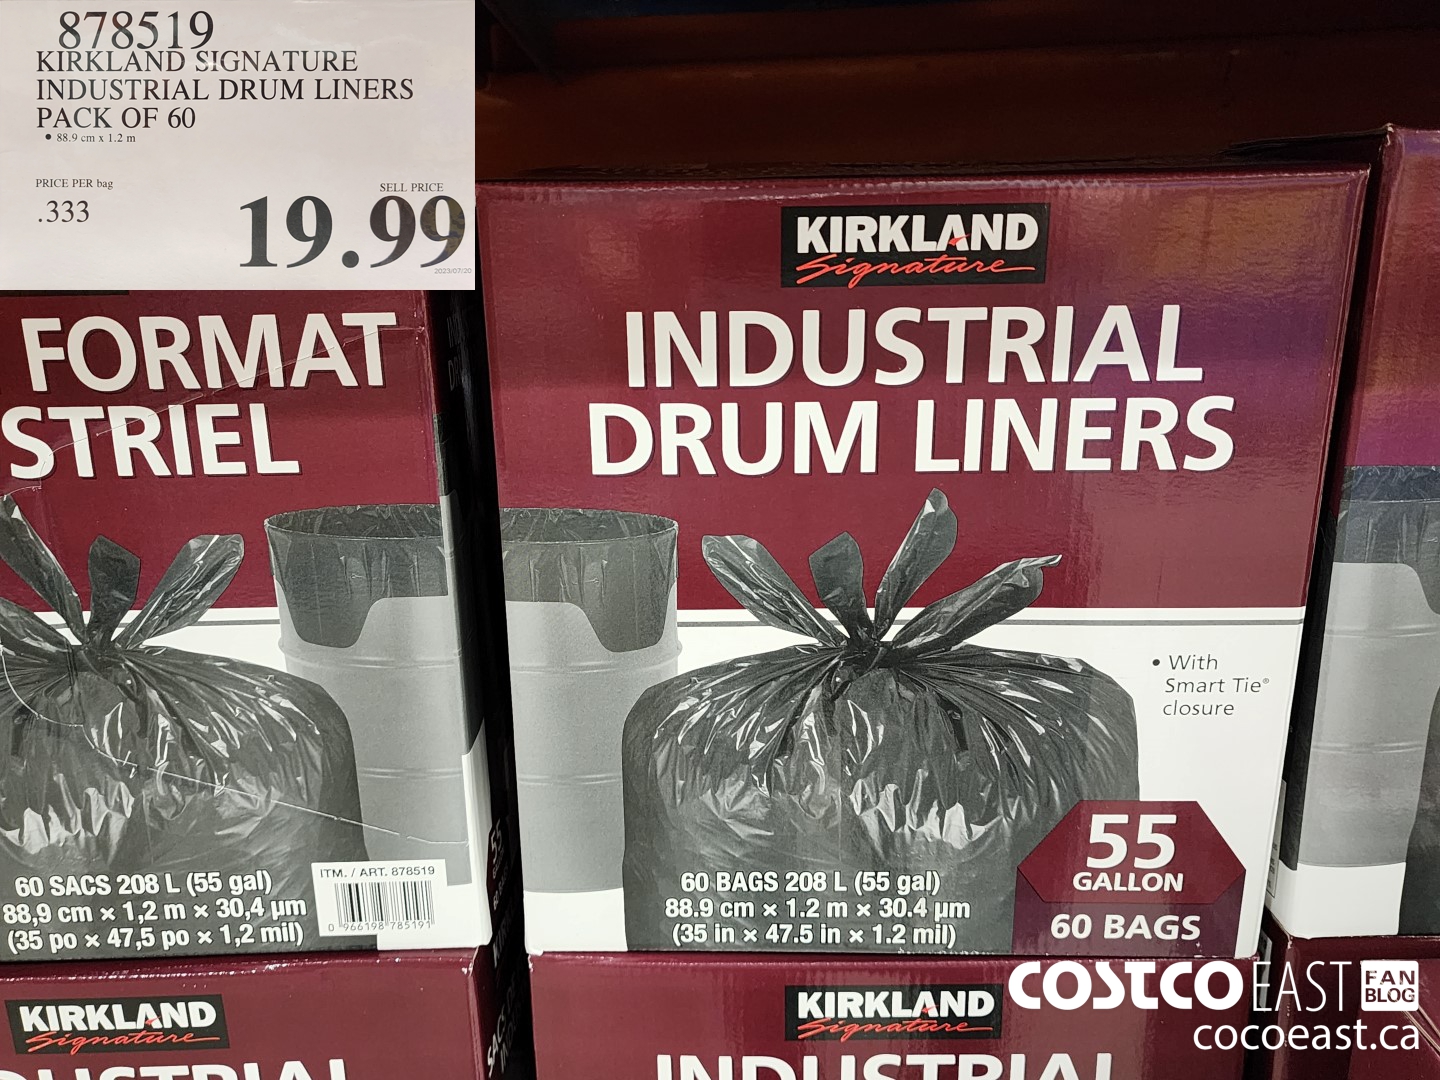 878519
KIRKLAND SIGNATURE
INDUSTRIAL DRUM LINERS
PACK OF 60
• 88.9 cm x 1.2 m
PRICE PER bag
.333
SELL PRICE
19.99
2023/07/20
FORMAT
STRIEL
60 SACS 208 L (55 gal)
88,9 cm × 1,2 m × 30,4 µm
(35 po × 47,5 po × 1,2 mil)
ITM. / ART. 878519
0 966198 785191
KIRKLAND
Signature
INDUSTRIAL
DRUM LINERS
• With
Smart Tie®
closure
60 BAGS 208 L (55 gal)
88.9 cm × 1.2 m × 30.4 µm
(35 in × 47.5 in × 1.2 mil)
55
GALLON
60 BAGS
KIRKLAND
Signature
KIRKLAND
Signature
INDUSTRIAL
COSTCO EAST FAN BLOG
cocoeast.ca